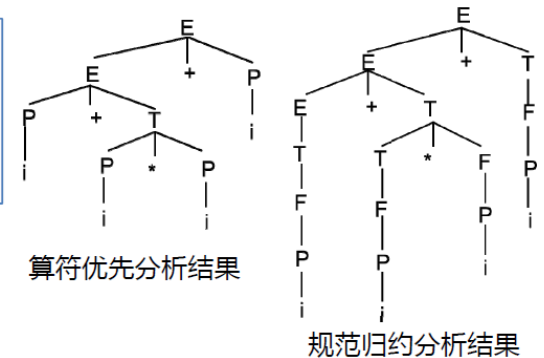 E
E + P
P + T i
i P * P
i i
算符优先分析结果
E
E + T
E + T F
T T * F P
F F P i
P P i
i i
规范归约分析结果